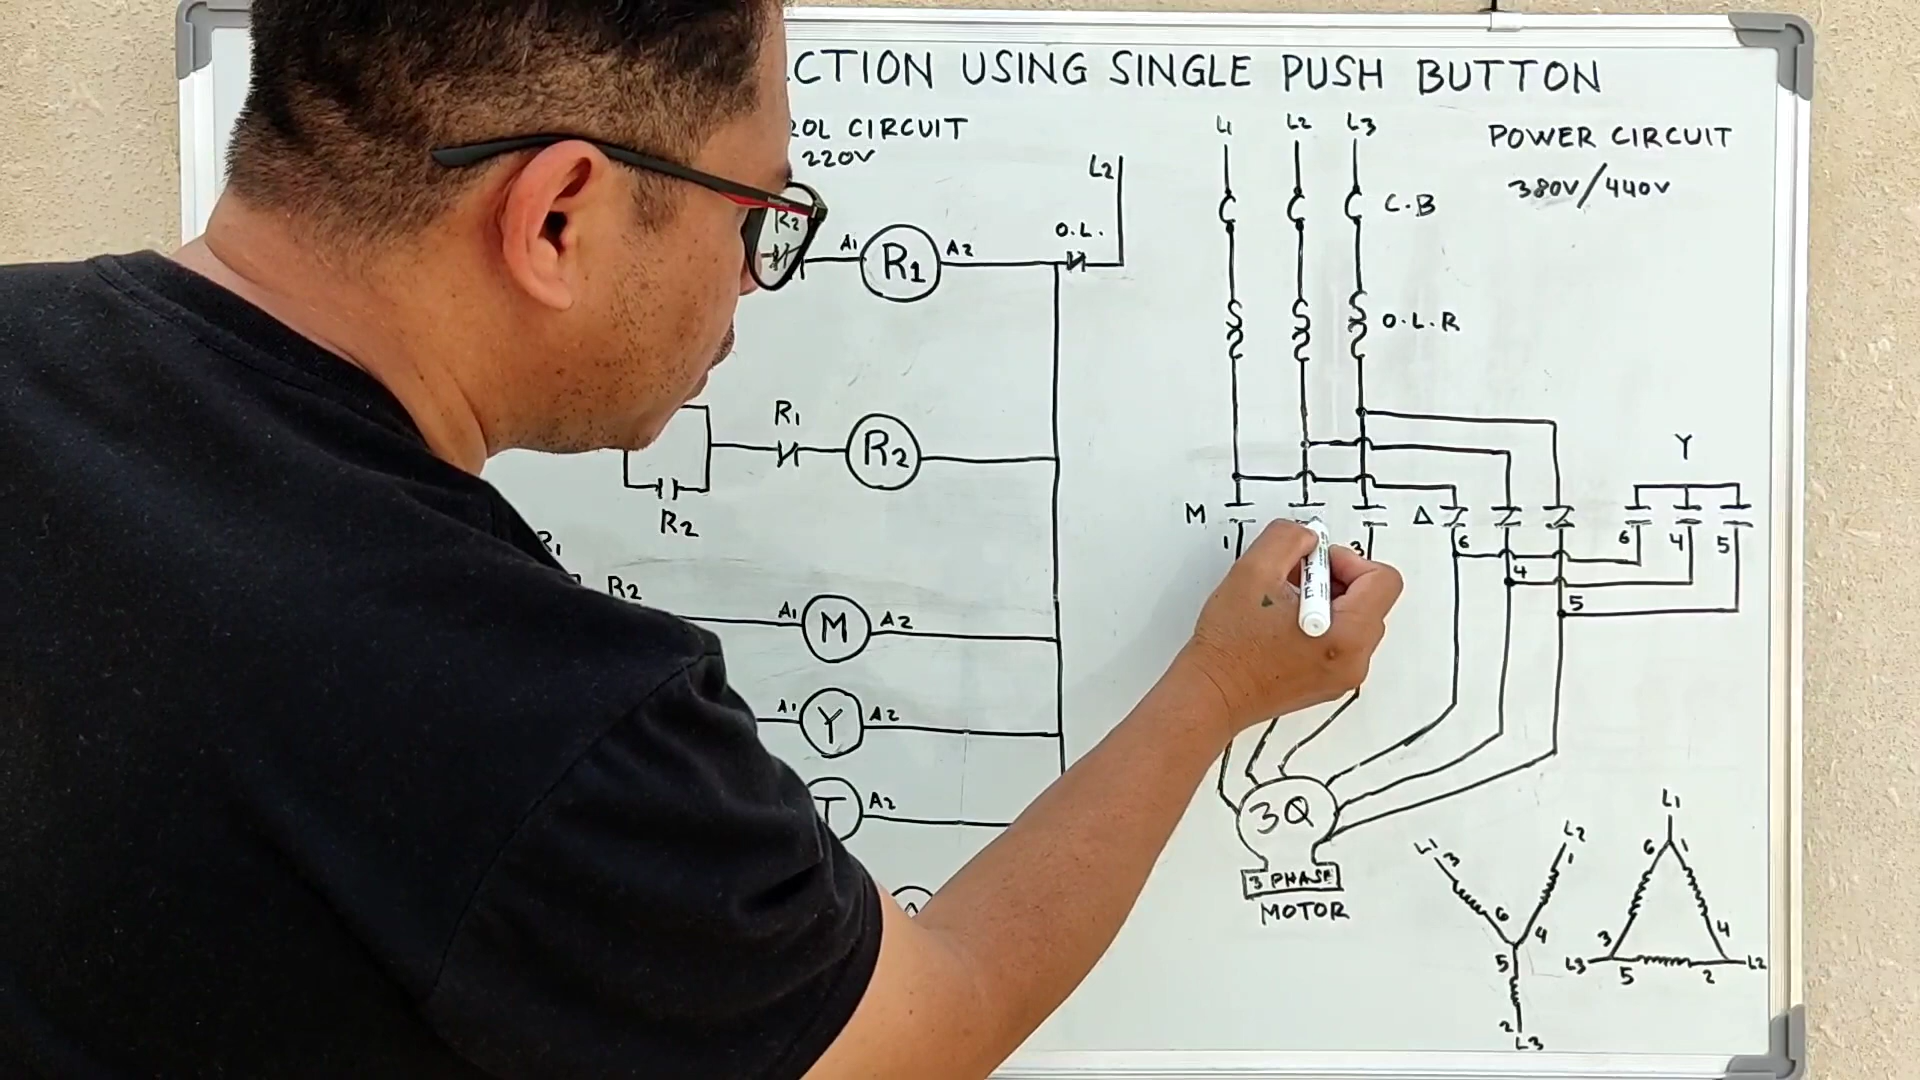 CTION USING SINGLE PUSH BUTTON
ROL CIRCUIT
220V
POWER CIRCUIT
380V/440V
L1 L2 L3
L2
C.B
R2
A1 R1 A2
O.L.
O.L.R
R1
R2
R2
Y
M
Δ
1 3 6 4 5
6 4 5
R1
R2
A1 M A2
A1 Y A2
T A2
3Q
3 PHASE
MOTOR
L1 3
L2
1
6
4
5
2
L3
L1
6 1
3 4
L3 5 2 L2